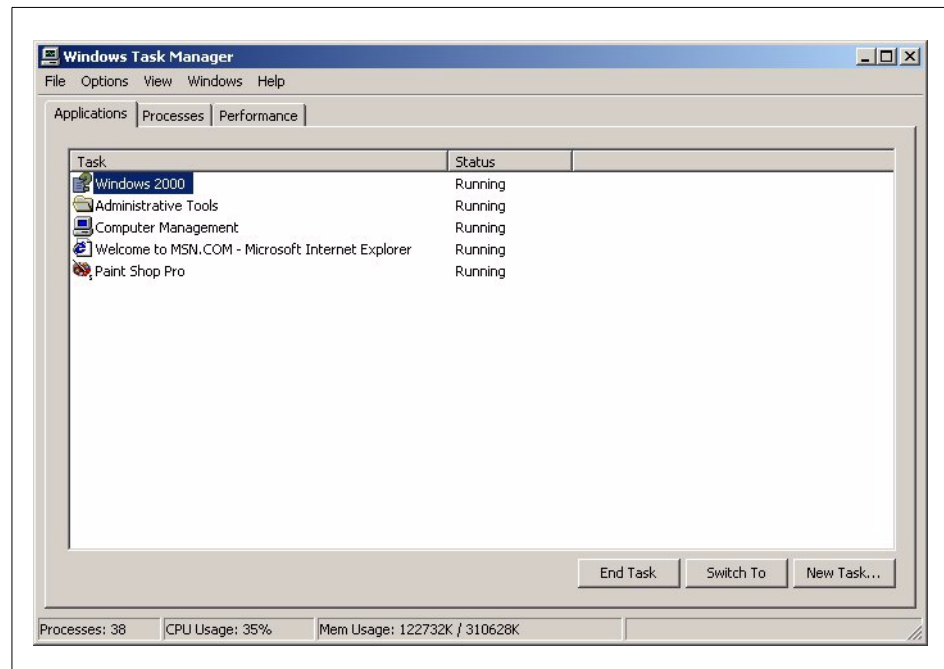 Windows Task Manager
File Options View Windows Help
Applications Processes Performance
Task Status
Windows 2000 Running
Administrative Tools Running
Computer Management Running
Welcome to MSN.COM - Microsoft Internet Explorer Running
Paint Shop Pro Running
End Task Switch To New Task...
Processes: 38 CPU Usage: 35% Mem Usage: 122732K / 310628K